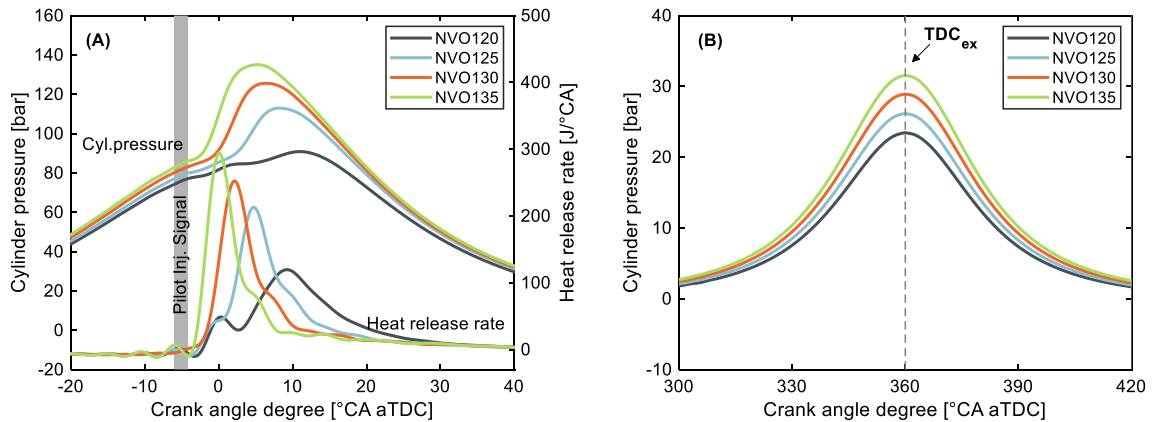 (A)
NVO120
NVO125
NVO130
NVO135
Cyl.pressure
Pilot Inj. Signal
Heat release rate
160
140
120
100
80
60
40
20
0
-20
Cylinder pressure [bar]
500
400
300
200
100
0
Heat release rate [J/°CA]
-20 -10 0 10 20 30 40
Crank angle degree [°CA aTDC]
(B)
TDCex
NVO120
NVO125
NVO130
NVO135
40
30
20
10
0
-10
Cylinder pressure [bar]
300 330 360 390 420
Crank angle degree [°CA aTDC]